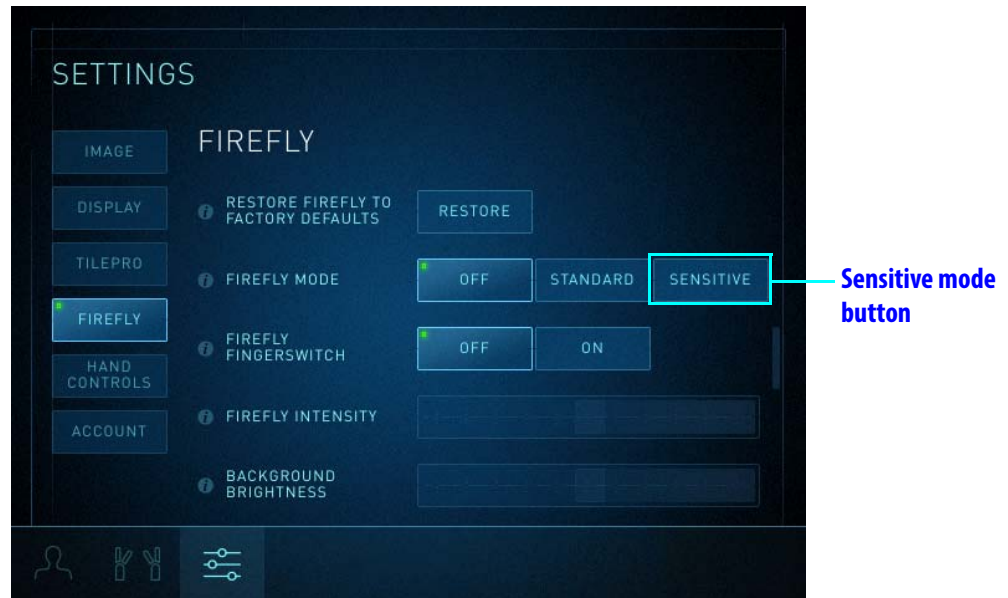 SETTINGS
IMAGE
DISPLAY
TILEPRO
FIREFLY
HAND
CONTROLS
ACCOUNT
FIREFLY
RESTORE FIREFLY TO
FACTORY DEFAULTS
RESTORE
FIREFLY MODE
OFF
STANDARD
SENSITIVE
FIREFLY
FINGERSWITCH
OFF
ON
FIREFLY INTENSITY
BACKGROUND
BRIGHTNESS
Sensitive mode
button